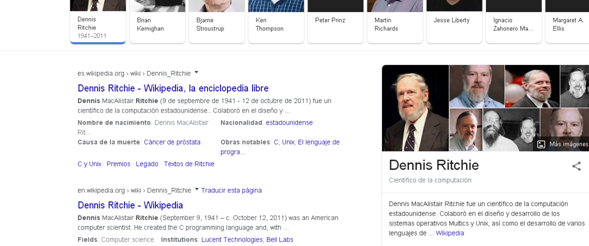 Dennis
Ritchie
1941–2011
Brian
Kernighan
Bjarne
Stroustrup
Ken
Thompson
Peter Prinz
Martin
Richards
Jesse Liberty
Ignacio
Zahonero Ma...
Margaret A.
Ellis
es.wikipedia.org › wiki › Dennis_Ritchie
Dennis Ritchie - Wikipedia, la enciclopedia libre
Dennis MacAlistair Ritchie (9 de septiembre de 1941 - 12 de octubre de 2011) fue un
científico de la computación estadounidense. Colaboró en el diseño y ...
Nombre de nacimiento: Dennis MacAlistair
Rit...
Nacionalidad: estadounidense
Causa de la muerte: Cáncer de próstata
Obras notables: C; Unix; El lenguaje de
progra...
C y Unix · Premios · Legado · Textos de Ritchie
en.wikipedia.org › wiki › Dennis_Ritchie Traducir esta página
Dennis Ritchie - Wikipedia
Dennis MacAlistair Ritchie (September 9, 1941 – c. October 12, 2011) was an American
computer scientist. He created the C programming language and, with ...
Fields: Computer science
Institutions: Lucent Technologies; Bell Labs
Más imágenes
Dennis Ritchie
Científico de la computación
Dennis MacAlistair Ritchie fue un científico de la computación
estadounidense. Colaboró en el diseño y desarrollo de los
sistemas operativos Multics y Unix, así como el desarrollo de varios
lenguajes de ... Wikipedia